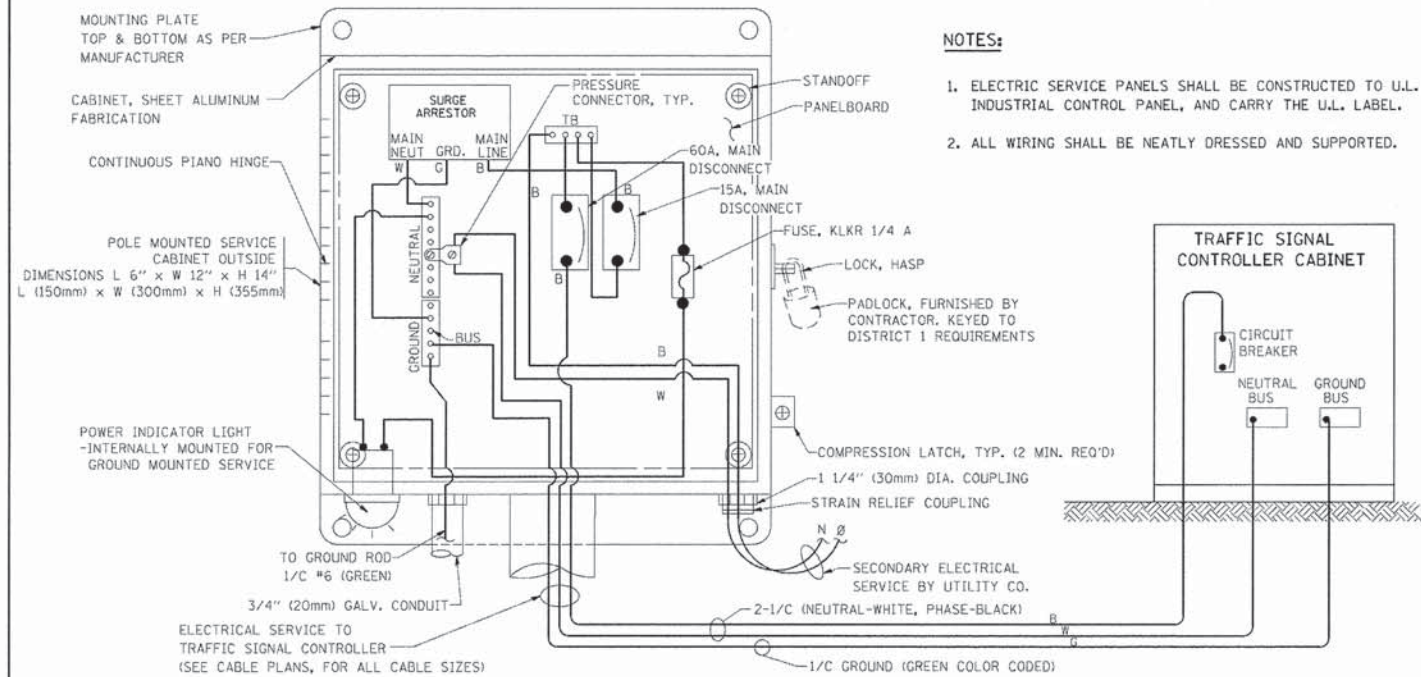 MOUNTING PLATE
TOP & BOTTOM AS PER
MANUFACTURER
CABINET, SHEET ALUMINUM
FABRICATION
CONTINUOUS PIANO HINGE
POLE MOUNTED SERVICE
CABINET OUTSIDE
DIMENSIONS L 6" x W 12" x H 14"
L (150mm) x W (300mm) x H (355mm)
POWER INDICATOR LIGHT
-INTERNALLY MOUNTED FOR
GROUND MOUNTED SERVICE
SURGE
ARRESTOR
MAIN
NEUT
GRD.
MAIN
LINE
W
G
B
PRESSURE
CONNECTOR, TYP.
TB
NEUTRAL
GROUND
BUS
B
B
B
B
W
STANDOFF
PANELBOARD
60A, MAIN
DISCONNECT
15A, MAIN
DISCONNECT
FUSE, KLKR 1/4 A
LOCK, HASP
PADLOCK, FURNISHED BY
CONTRACTOR. KEYED TO
DISTRICT 1 REQUIREMENTS
COMPRESSION LATCH, TYP. (2 MIN. REQ'D)
1 1/4" (30mm) DIA. COUPLING
STRAIN RELIEF COUPLING
N Ø
SECONDARY ELECTRICAL
SERVICE BY UTILITY CO.
TO GROUND ROD
1/C #6 (GREEN)
3/4" (20mm) GALV. CONDUIT
ELECTRICAL SERVICE TO
TRAFFIC SIGNAL CONTROLLER
(SEE CABLE PLANS, FOR ALL CABLE SIZES)
2-1/C (NEUTRAL-WHITE, PHASE-BLACK)
1/C GROUND (GREEN COLOR CODED)
B
W
G
NOTES:
1. ELECTRIC SERVICE PANELS SHALL BE CONSTRUCTED TO U.L.
INDUSTRIAL CONTROL PANEL, AND CARRY THE U.L. LABEL.
2. ALL WIRING SHALL BE NEATLY DRESSED AND SUPPORTED.
TRAFFIC SIGNAL
CONTROLLER CABINET
CIRCUIT
BREAKER
NEUTRAL
BUS
GROUND
BUS